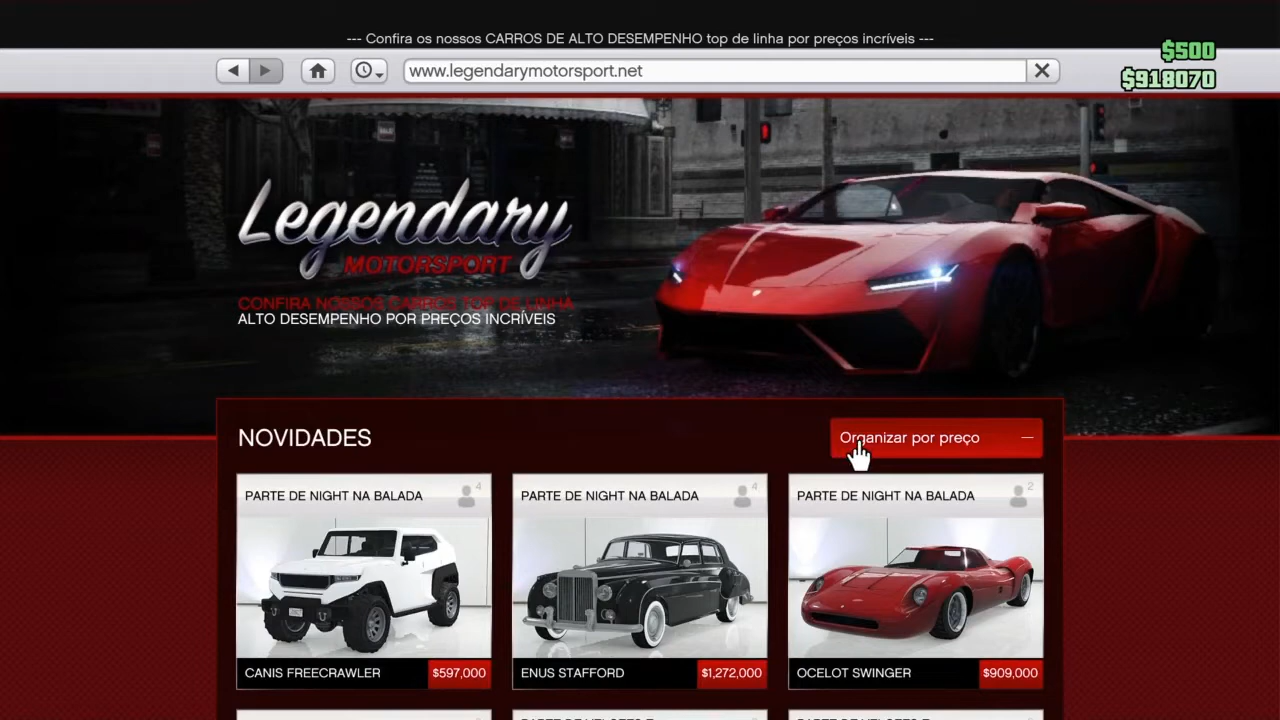 --- Confira os nossos CARROS DE ALTO DESEMPENHO top de linha por preços incríveis ---
$500
www.legendarymotorsport.net
$918070
Legendary
MOTORSPORT
CONFIRA NOSSOS CARROS TOP DE LINHA
ALTO DESEMPENHO POR PREÇOS INCRÍVEIS
NOVIDADES
Organizar por preço
PARTE DE NIGHT NA BALADA 4
PARTE DE NIGHT NA BALADA 4
PARTE DE NIGHT NA BALADA 2
CANIS FREECRAWLER $597,000
ENUS STAFFORD $1,272,000
OCELOT SWINGER $909,000